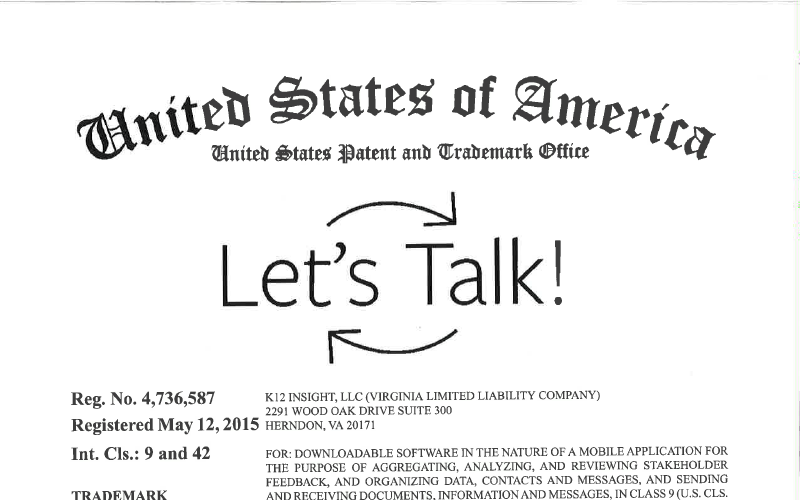 United States of America
United States Patent and Trademark Office
Let's Talk!
Reg. No. 4,736,587
Registered May 12, 2015
Int. Cls.: 9 and 42
TRADEMARK
K12 INSIGHT, LLC (VIRGINIA LIMITED LIABILITY COMPANY)
2291 WOOD OAK DRIVE SUITE 300
HERNDON, VA 20171
FOR: DOWNLOADABLE SOFTWARE IN THE NATURE OF A MOBILE APPLICATION FOR
THE PURPOSE OF AGGREGATING, ANALYZING, AND REVIEWING STAKEHOLDER
FEEDBACK, AND ORGANIZING DATA, CONTACTS AND MESSAGES, AND SENDING
AND RECEIVING DOCUMENTS, INFORMATION AND MESSAGES, IN CLASS 9 (U.S. CLS.